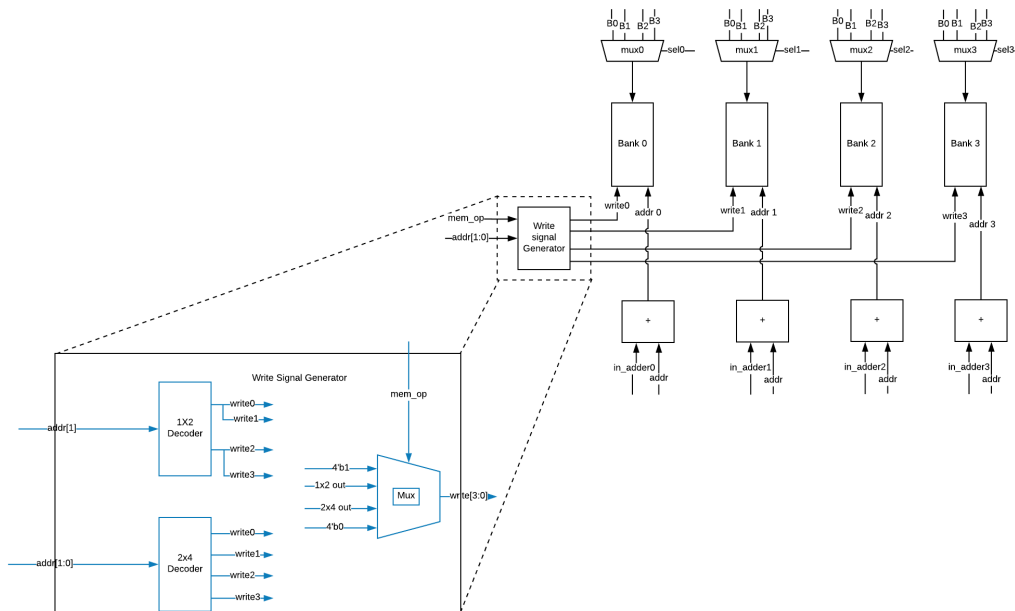 B0 B1 B2 B3
B0 B1 B2 B3
B0 B1 B2 B3
B0 B1 B2 B3
mux0 sel0
mux1 sel1
mux2 sel2
mux3 sel3
Bank 0
Bank 1
Bank 2
Bank 3
write0 addr 0
write1 addr 1
write2 addr 2
write3 addr 3
mem_op
addr[1:0]
Write
signal
Generator
+
+
+
+
in_adder0 addr
in_adder1 addr
in_adder2 addr
in_adder3 addr
Write Signal Generator
mem_op
addr[1]
1X2
Decoder
write0
write1
write2
write3
4'b1
1x2 out
2x4 out
4'b0
Mux
write[3:0]
addr[1:0]
2x4
Decoder
write0
write1
write2
write3